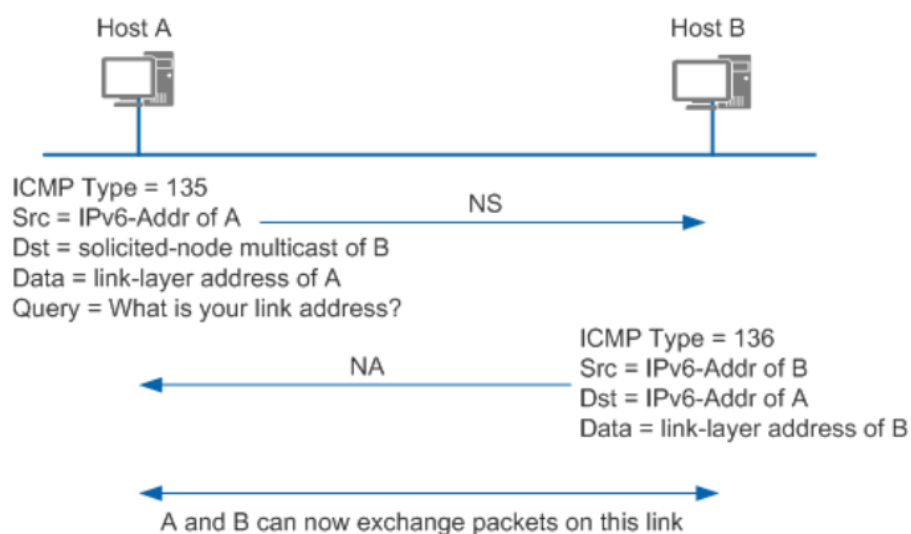 Host A
Host B
ICMP Type = 135
Src = IPv6-Addr of A
NS
Dst = solicited-node multicast of B
Data = link-layer address of A
Query = What is your link address?
ICMP Type = 136
NA
Src = IPv6-Addr of B
Dst = IPv6-Addr of A
Data = link-layer address of B
A and B can now exchange packets on this link